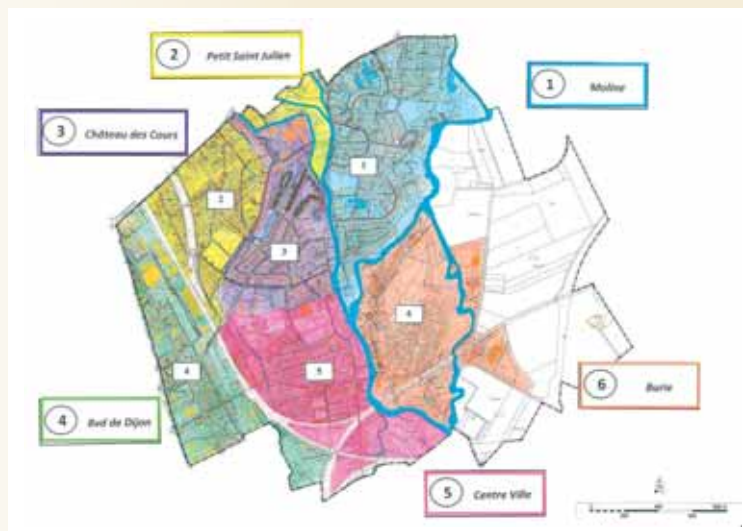 2 Petit Saint Julien
1 Moline
3 Château des Cours
1
2
3
6
4
5
4 Bvd de Dijon
6 Burie
5 Centre Ville